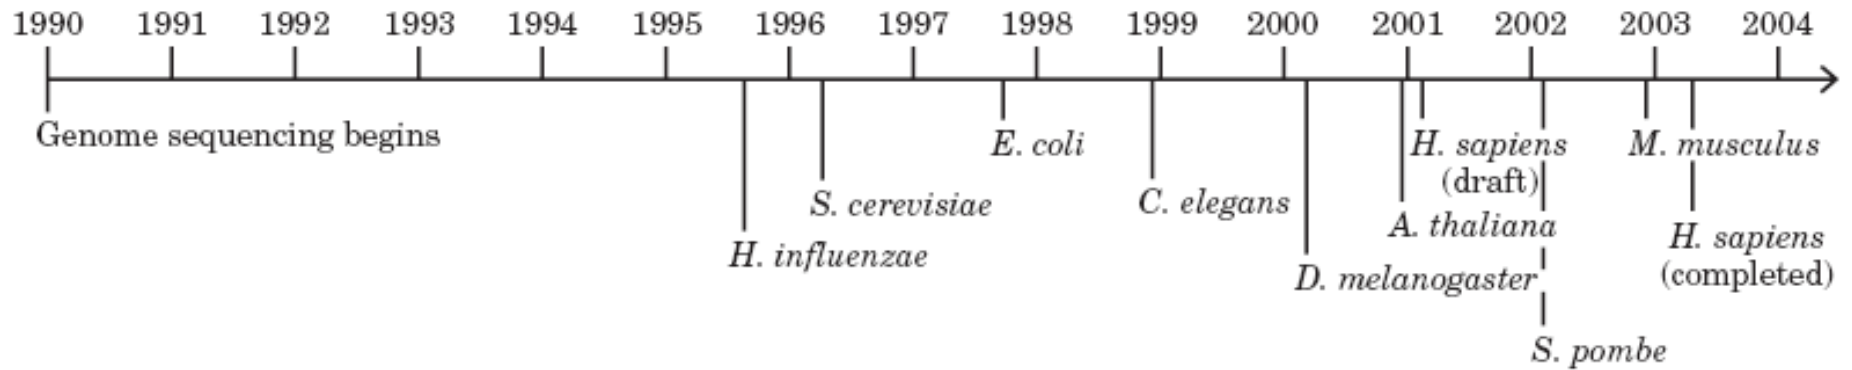 1990 1991 1992 1993 1994 1995 1996 1997 1998 1999 2000 2001 2002 2003 2004
Genome sequencing begins
E. coli
H. sapiens
(draft)
M. musculus
S. cerevisiae
C. elegans
A. thaliana
H. influenzae
D. melanogaster
H. sapiens
(completed)
S. pombe